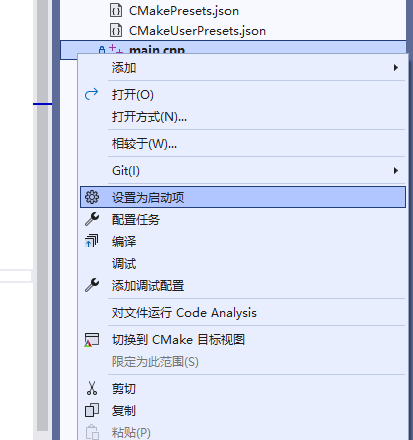 CMakePresets.json
CMakeUserPresets.json
main.cpp
添加
打开(O)
打开方式(N)...
相较于(W)...
Git(I)
设置为启动项
配置任务
编译
调试
添加调试配置
对文件运行 Code Analysis
切换到 CMake 目标视图
限定为此范围(S)
剪切
复制
粘贴(P)